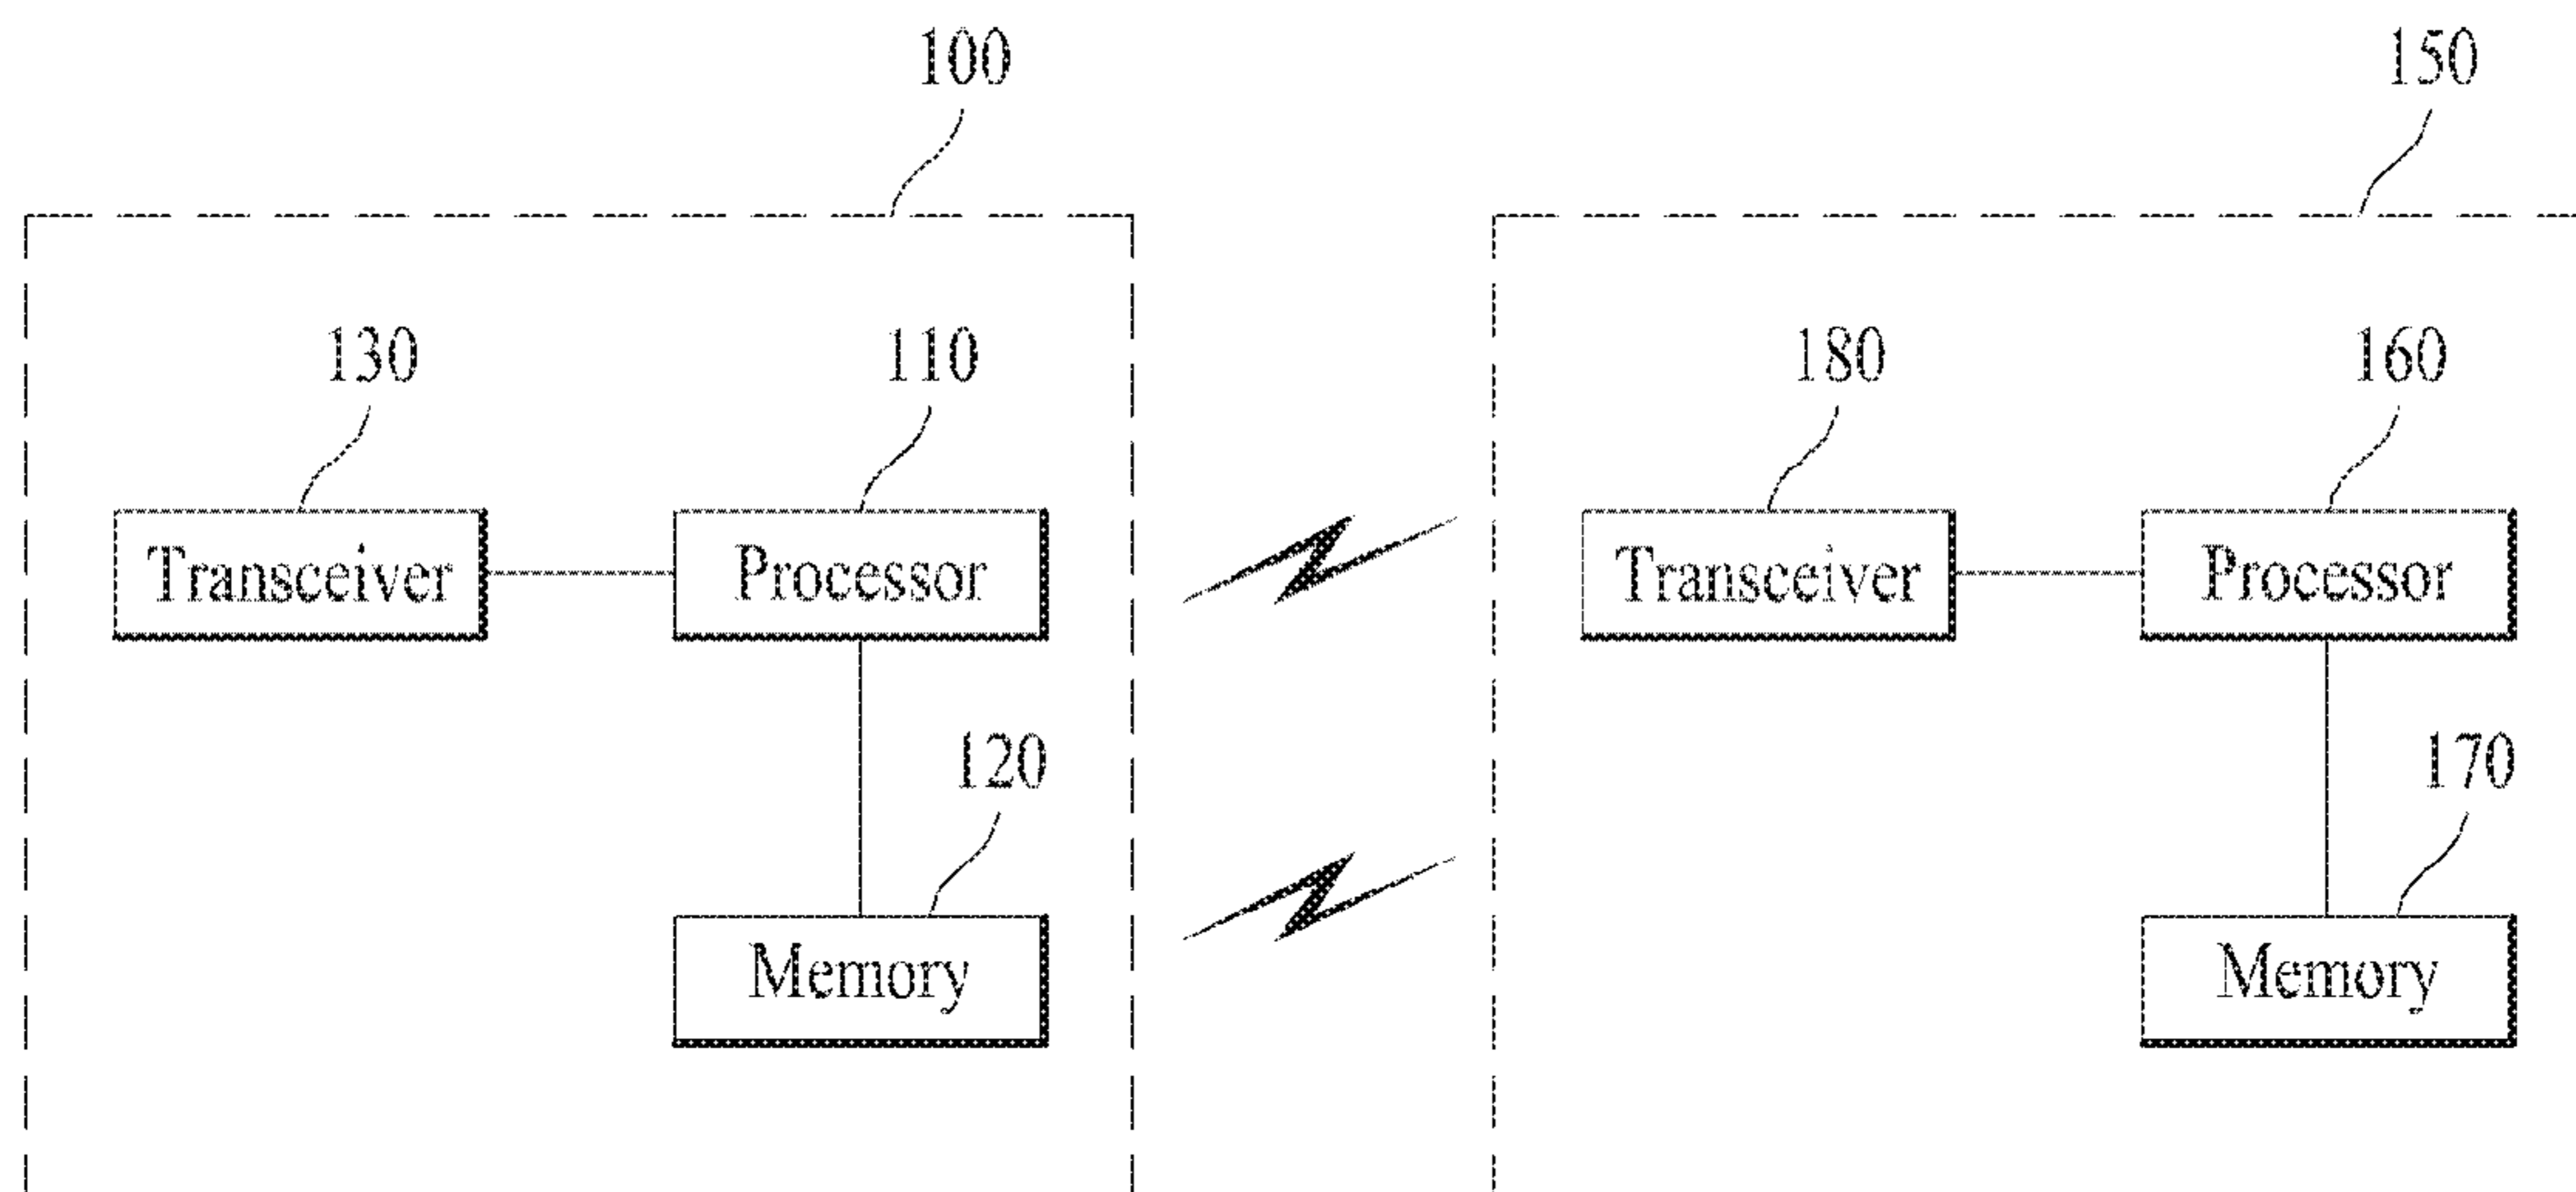 100 150
130 110 180 160
Transceiver Processor Transceiver Processor
120 170
Memory Memory